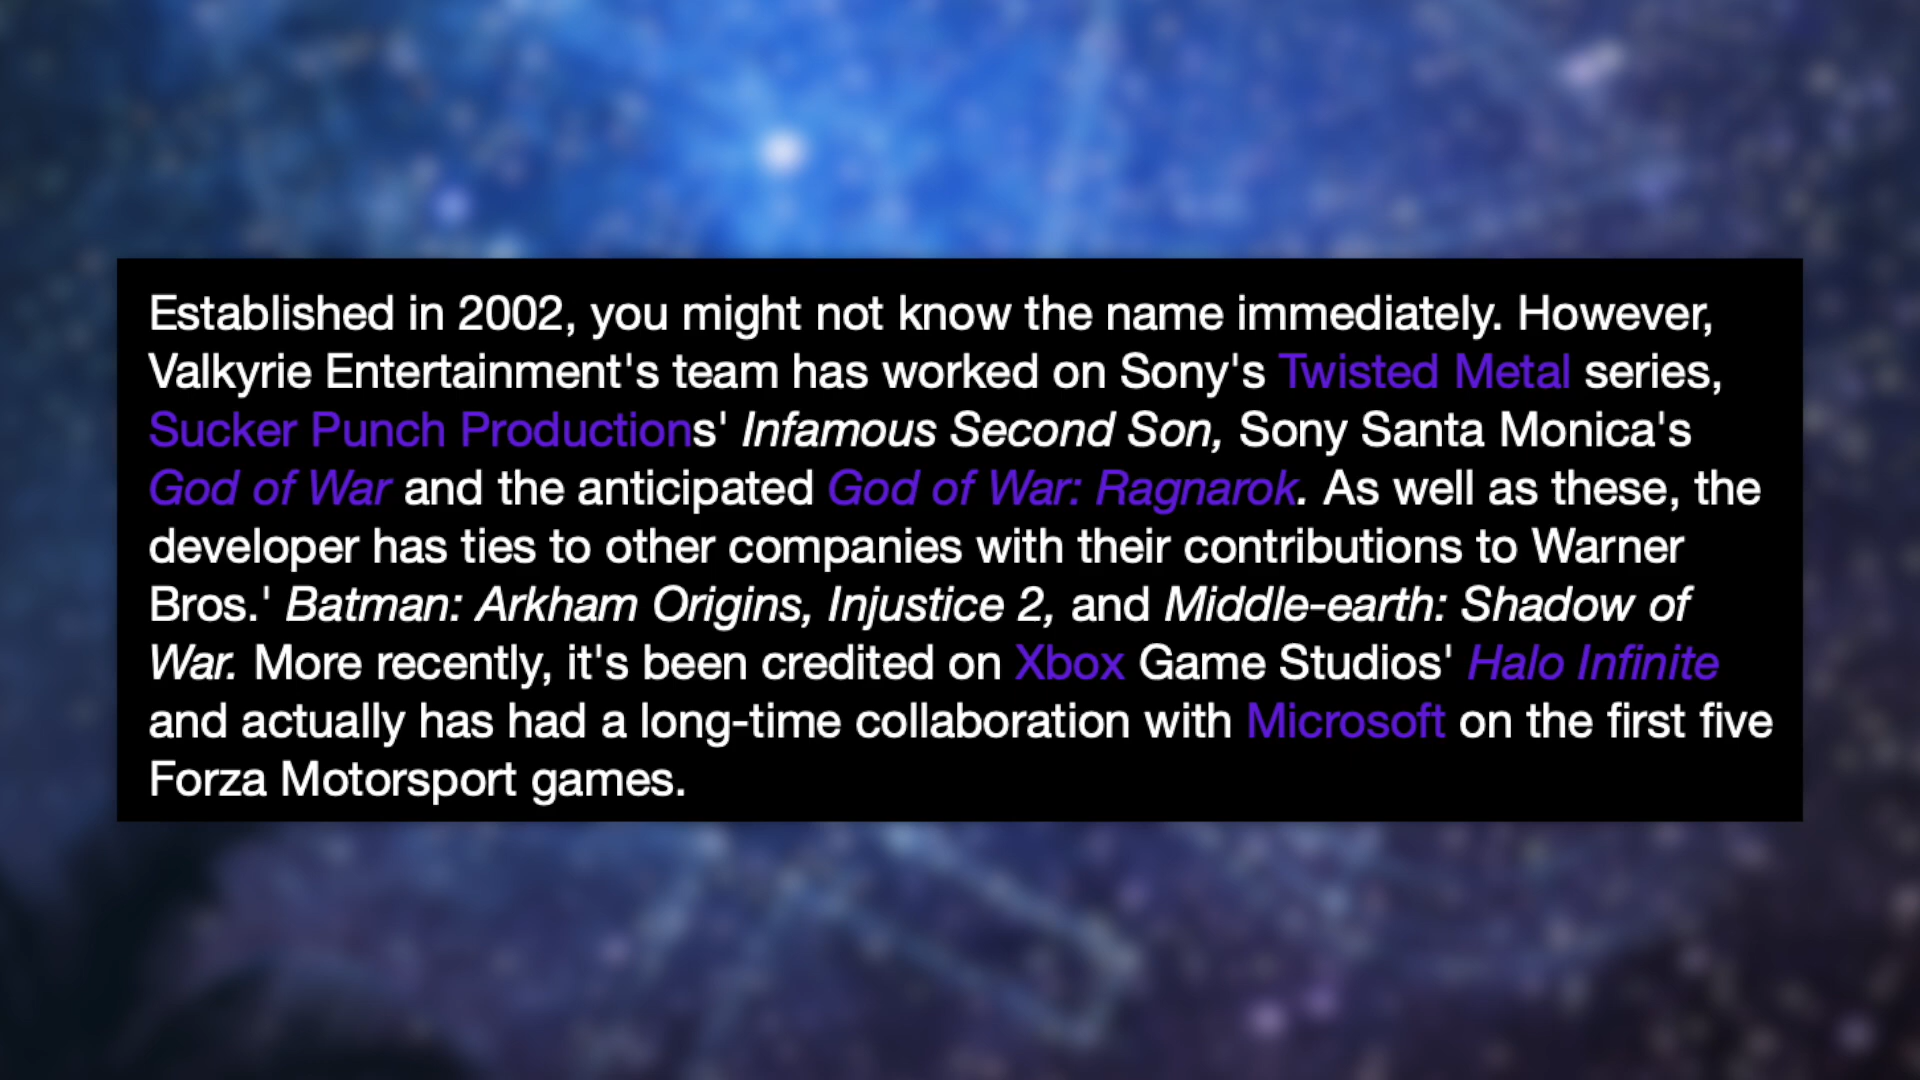 Established in 2002, you might not know the name immediately. However,
Valkyrie Entertainment's team has worked on Sony's Twisted Metal series,
Sucker Punch Productions' Infamous Second Son, Sony Santa Monica's
God of War and the anticipated God of War: Ragnarok. As well as these, the
developer has ties to other companies with their contributions to Warner
Bros.' Batman: Arkham Origins, Injustice 2, and Middle-earth: Shadow of
War. More recently, it's been credited on Xbox Game Studios' Halo Infinite
and actually has had a long-time collaboration with Microsoft on the first five
Forza Motorsport games.